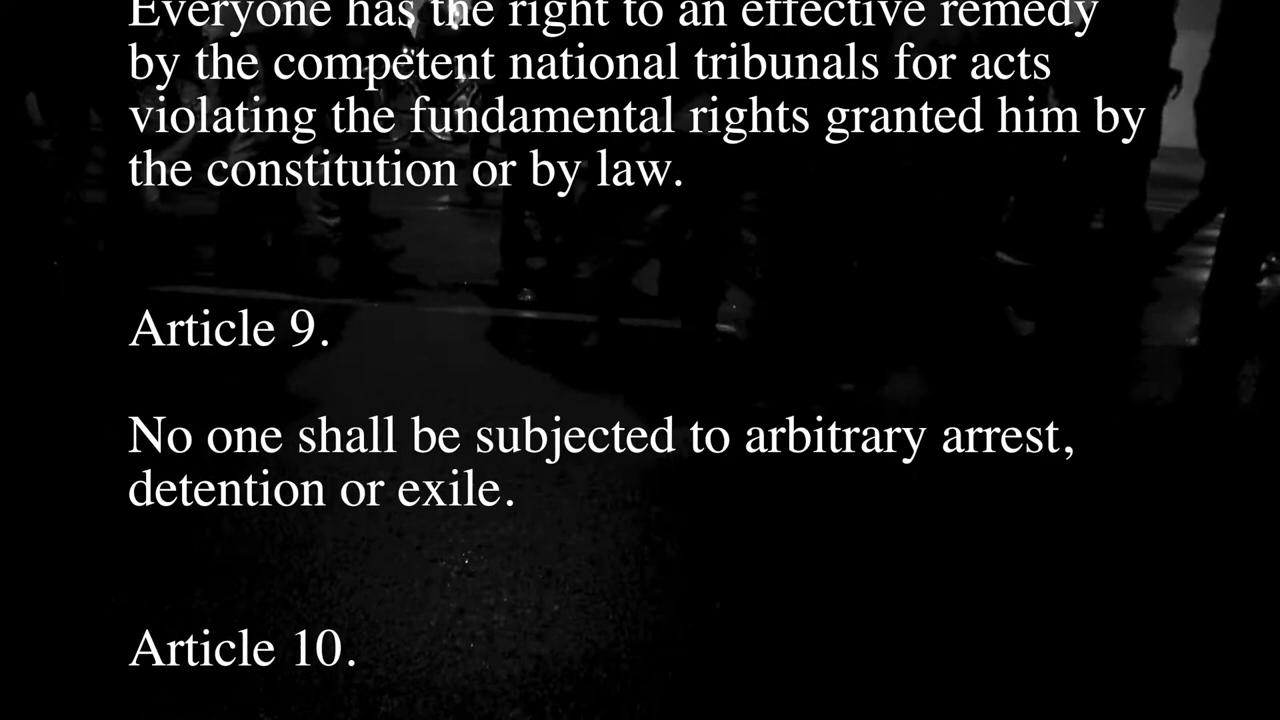 Everyone has the right to an effective remedy
by the competent national tribunals for acts
violating the fundamental rights granted him by
the constitution or by law.
Article 9.
No one shall be subjected to arbitrary arrest,
detention or exile.
Article 10.